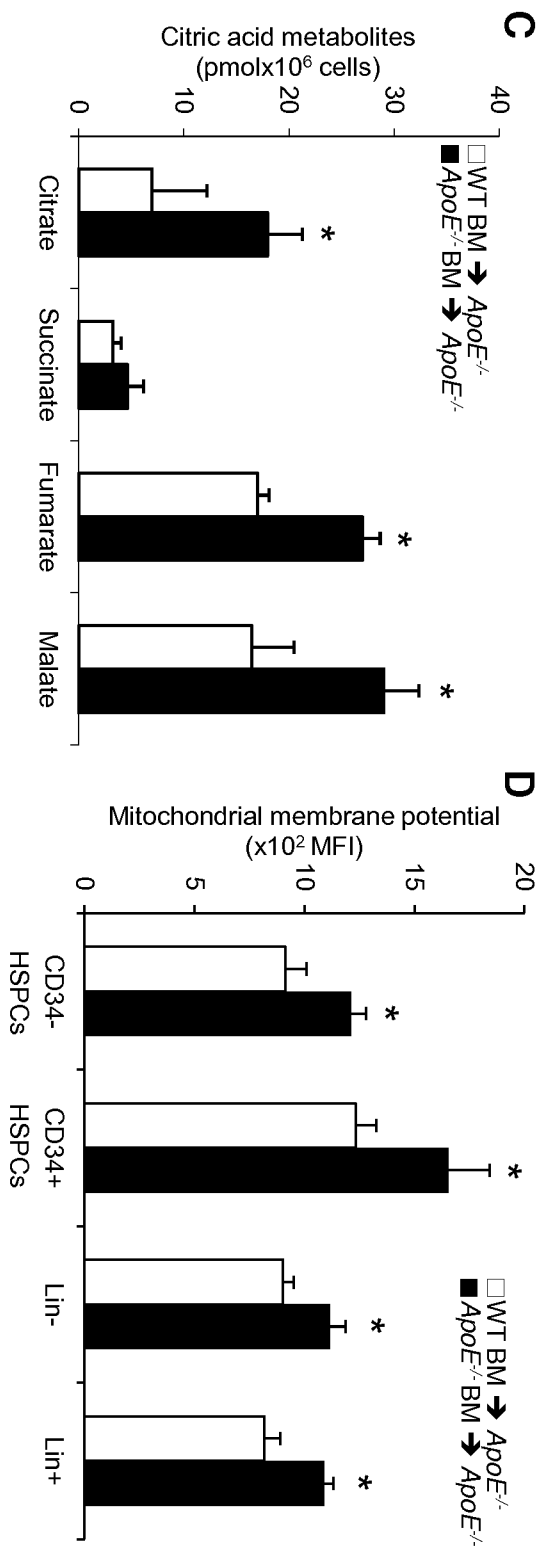 C
Citric acid metabolites
(pmolx10⁶ cells)
0
10
20
30
40
□WT BM ➔ ApoE⁻/⁻
■ApoE⁻/⁻ BM ➔ ApoE⁻/⁻
*
*
*
Citrate
Succinate
Fumarate
Malate
D
Mitochondrial membrane potential
(x10² MFI)
0
5
10
15
20
□WT BM ➔ ApoE⁻/⁻
■ApoE⁻/⁻ BM ➔ ApoE⁻/⁻
*
*
*
*
CD34-
HSPCs
CD34+
HSPCs
Lin-
Lin+